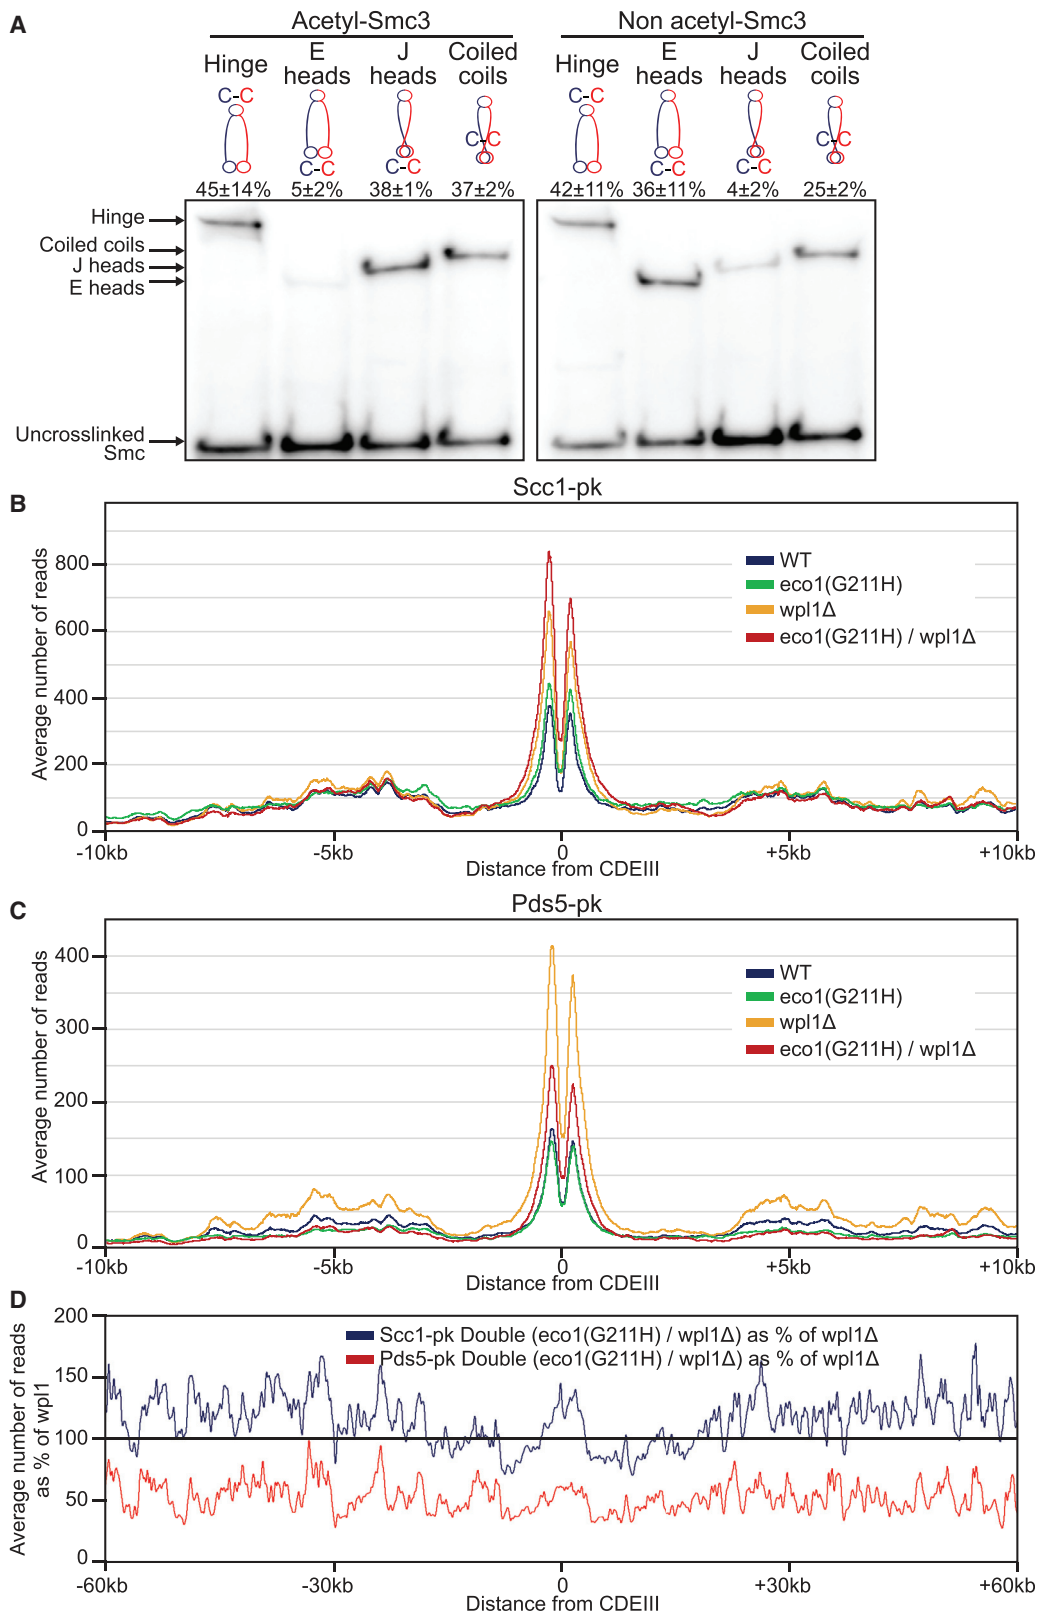 A
Acetyl-Smc3
Non acetyl-Smc3
Hinge
E heads
J heads
Coiled coils
Hinge
E heads
J heads
Coiled coils
C-C
C-C
C-C
C-C
C-C
C-C
C-C
C-C
45±14%
5±2%
38±1%
37±2%
42±11%
36±11%
4±2%
25±2%
Hinge
Coiled coils
J heads
E heads
Uncrosslinked
Smc
B
Scc1-pk
Average number of reads
800
600
400
200
0
WT
eco1(G211H)
wpl1Δ
eco1(G211H) / wpl1Δ
-10kb
-5kb
0
+5kb
+10kb
Distance from CDEIII
C
Pds5-pk
Average number of reads
400
300
200
100
0
WT
eco1(G211H)
wpl1Δ
eco1(G211H) / wpl1Δ
-10kb
-5kb
0
+5kb
+10kb
Distance from CDEIII
D
Average number of reads
as % of wpl1
200
150
100
50
0
Scc1-pk Double (eco1(G211H) / wpl1Δ) as % of wpl1Δ
Pds5-pk Double (eco1(G211H) / wpl1Δ) as % of wpl1Δ
-60kb
-30kb
0
+30kb
+60kb
Distance from CDEIII